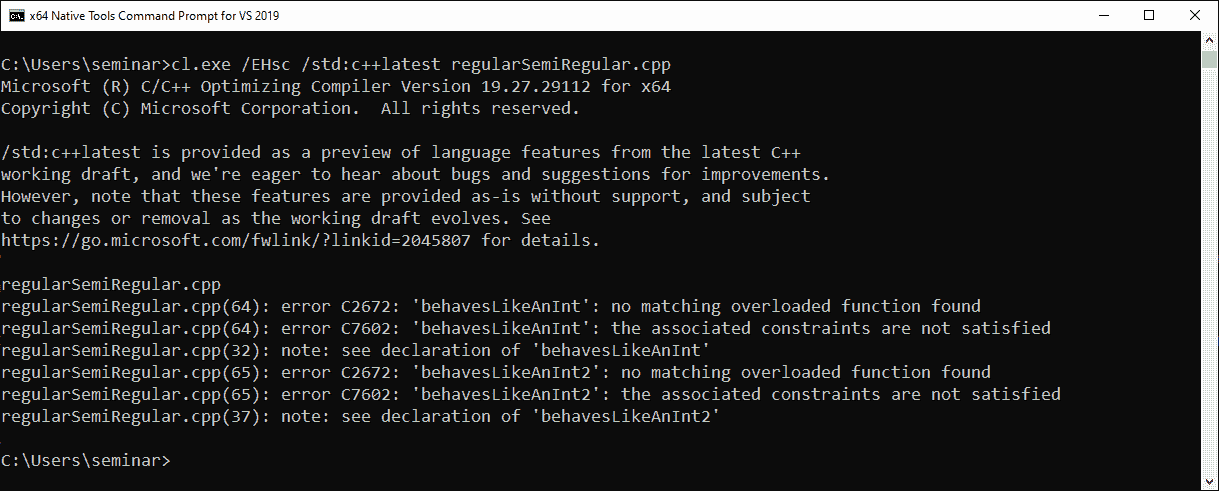 x64 Native Tools Command Prompt for VS 2019
C:\Users\seminar>cl.exe /EHsc /std:c++latest regularSemiRegular.cpp
Microsoft (R) C/C++ Optimizing Compiler Version 19.27.29112 for x64
Copyright (C) Microsoft Corporation.  All rights reserved.
/std:c++latest is provided as a preview of language features from the latest C++
working draft, and we're eager to hear about bugs and suggestions for improvements.
However, note that these features are provided as-is without support, and subject
to changes or removal as the working draft evolves. See
https://go.microsoft.com/fwlink/?linkid=2045807 for details.
regularSemiRegular.cpp
regularSemiRegular.cpp(64): error C2672: 'behavesLikeAnInt': no matching overloaded function found
regularSemiRegular.cpp(64): error C7602: 'behavesLikeAnInt': the associated constraints are not satisfied
regularSemiRegular.cpp(32): note: see declaration of 'behavesLikeAnInt'
regularSemiRegular.cpp(65): error C2672: 'behavesLikeAnInt2': no matching overloaded function found
regularSemiRegular.cpp(65): error C7602: 'behavesLikeAnInt2': the associated constraints are not satisfied
regularSemiRegular.cpp(37): note: see declaration of 'behavesLikeAnInt2'
C:\Users\seminar>